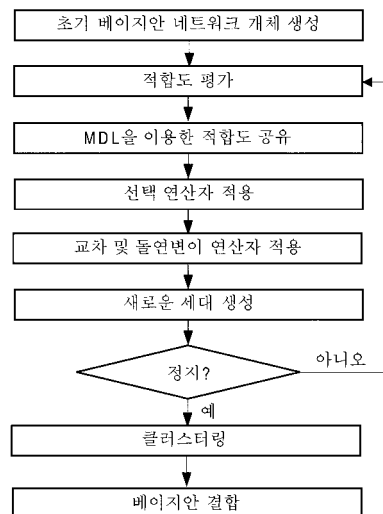 초기 베이지안 네트워크 개체 생성
적합도 평가
MDL을 이용한 적합도 공유
선택 연산자 적용
교차 및 돌연변이 연산자 적용
새로운 세대 생성
정지?
아니오
예
클러스터링
베이지안 결합